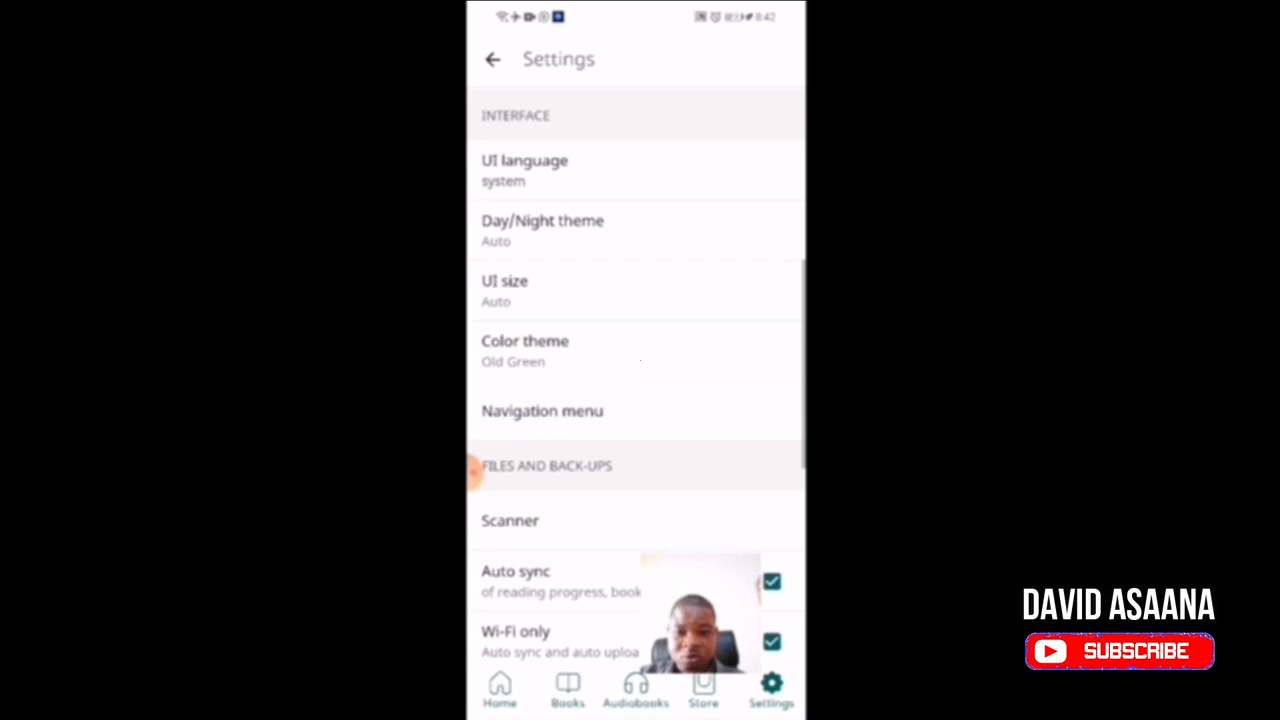 8:42
Settings
INTERFACE
UI language
system
Day/Night theme
Auto
UI size
Auto
Color theme
Old Green
Navigation menu
FILES AND BACK-UPS
Scanner
Auto sync
of reading progress, book
Wi-Fi only
Auto sync and auto uploa
Home Books Audiobooks Store Settings
DAVID ASAANA
SUBSCRIBE